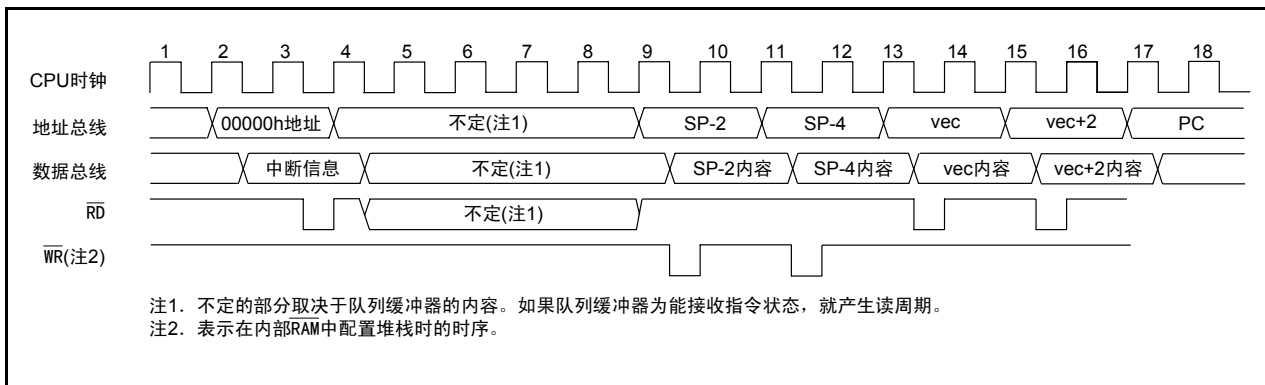 1 2 3 4 5 6 7 8 9 10 11 12 13 14 15 16 17 18
CPU时钟
地址总线 00000h地址 不定(注1) SP-2 SP-4 vec vec+2 PC
数据总线 中断信息 不定(注1) SP-2内容 SP-4内容 vec内容 vec+2内容
RD 不定(注1)
WR(注2)
注1. 不定的部分取决于队列缓冲器的内容。如果队列缓冲器为能接收指令状态，就产生读周期。
注2. 表示在内部RAM中配置堆栈时的时序。